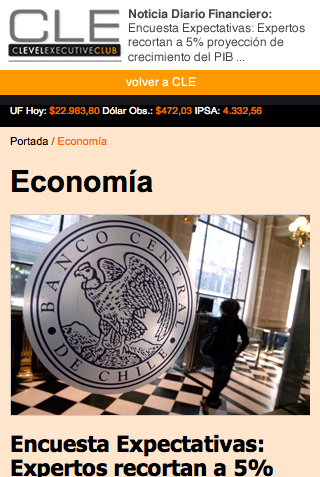 CLE
CLEVELEXECUTIVECLUB
Noticia Diario Financiero:
Encuesta Expectativas: Expertos
recortan a 5% proyección de
crecimiento del PIB ...
volver a CLE
UF Hoy: $22.963,80 Dólar Obs.: $472,03 IPSA: 4.332,56
Portada / Economía
Economía
BANCO CENTRAL
DE CHILE
Encuesta Expectativas:
Expertos recortan a 5%